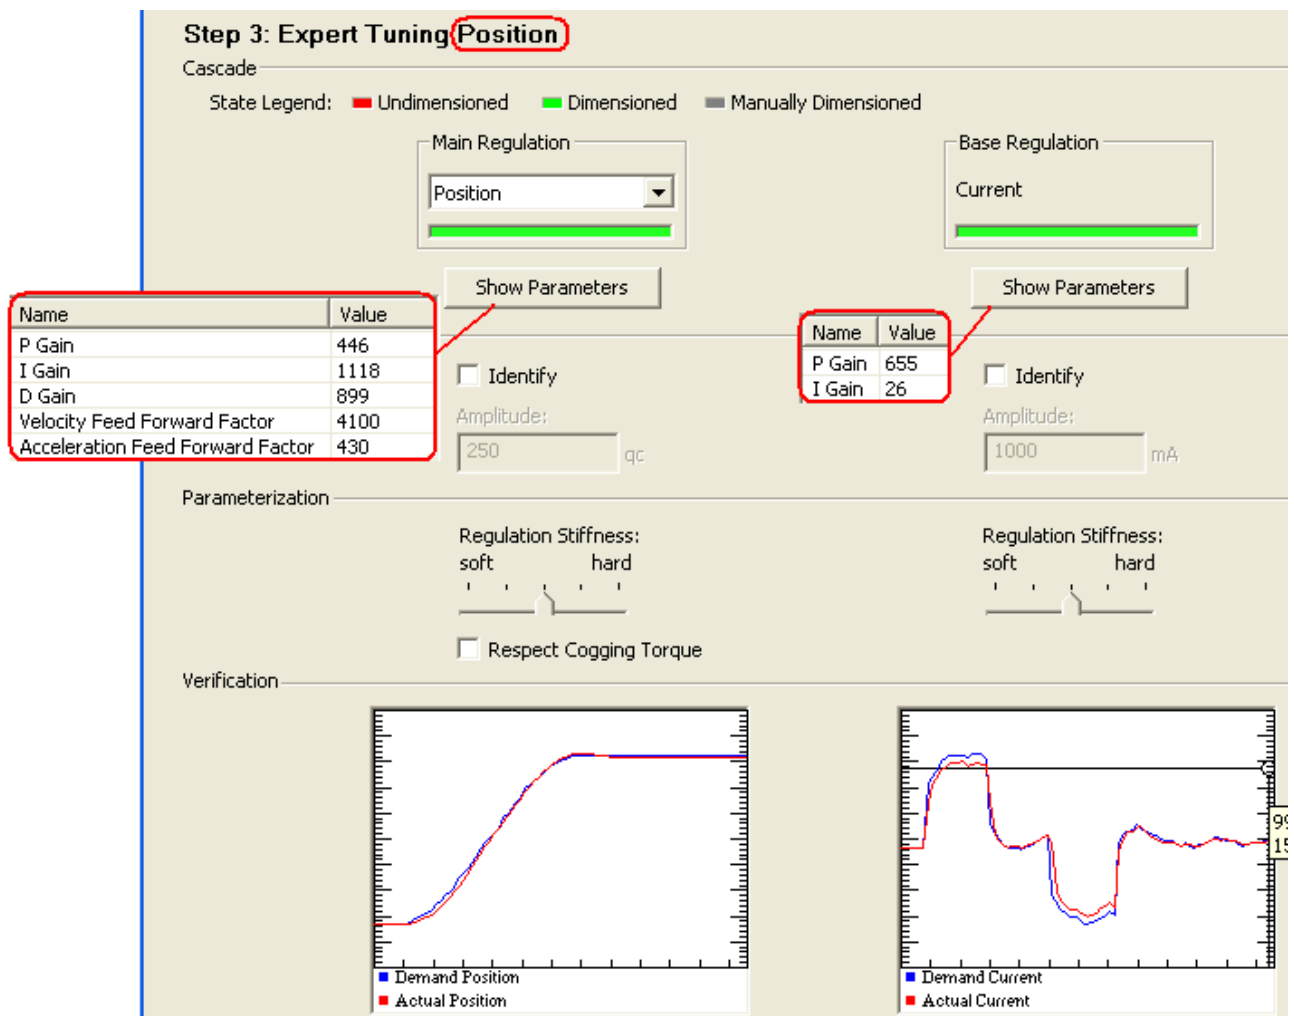 Step 3: Expert Tuning Position
Cascade
State Legend: Undimensioned Dimensioned Manually Dimensioned
Main Regulation
Position
Base Regulation
Current
Show Parameters
Show Parameters
Name Value
P Gain 446
I Gain 1118
D Gain 899
Velocity Feed Forward Factor 4100
Acceleration Feed Forward Factor 430
Name Value
P Gain 655
I Gain 26
Identify
Amplitude:
250 qc
Identify
Amplitude:
1000 mA
Parameterization
Regulation Stiffness:
soft hard
Respect Cogging Torque
Regulation Stiffness:
soft hard
Verification
Demand Position
Actual Position
99
15
Demand Current
Actual Current